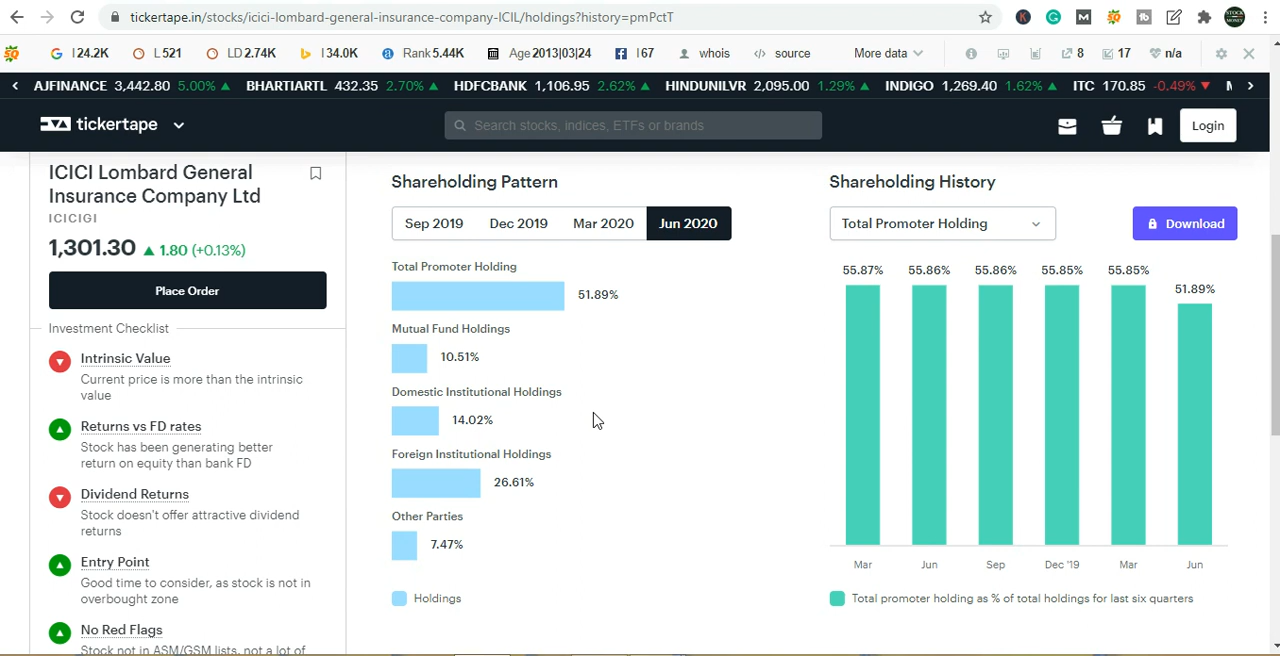 tickertape.in/stocks/icici-lombard-general-insurance-company-ICIL/holdings?history=pmPctT
I 24.2K L 521 LD 2.74K I 34.0K Rank 5.44K Age 2013|03|24 I 67 whois source More data 8 17 n/a
AJFINANCE 3,442.80 5.00% ▲ BHARTIARTL 432.35 2.70% ▲ HDFCBANK 1,106.95 2.62% ▲ HINDUNILVR 2,095.00 1.29% ▲ INDIGO 1,269.40 1.62% ▲ ITC 170.85 -0.49% ▼
tickertape Search stocks, indices, ETFs or brands Login
ICICI Lombard General
Insurance Company Ltd
ICICIGI
1,301.30 ▲ 1.80 (+0.13%)
Place Order
Investment Checklist
Intrinsic Value
Current price is more than the intrinsic
value
Returns vs FD rates
Stock has been generating better
return on equity than bank FD
Dividend Returns
Stock doesn't offer attractive dividend
returns
Entry Point
Good time to consider, as stock is not in
overbought zone
No Red Flags
Stock not in ASM/GSM lists, not a lot of
Shareholding Pattern
Sep 2019 Dec 2019 Mar 2020 Jun 2020
Total Promoter Holding
51.89%
Mutual Fund Holdings
10.51%
Domestic Institutional Holdings
14.02%
Foreign Institutional Holdings
26.61%
Other Parties
7.47%
Holdings
Shareholding History
Total Promoter Holding Download
55.87% 55.86% 55.86% 55.85% 55.85% 51.89%
Mar Jun Sep Dec '19 Mar Jun
Total promoter holding as % of total holdings for last six quarters